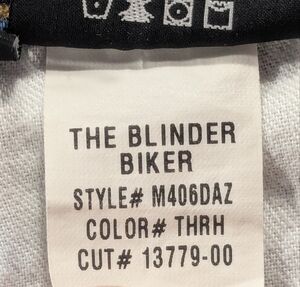 THE BLINDER
BIKER
STYLE# M406DAZ
COLOR# THRH
CUT# 13779-00